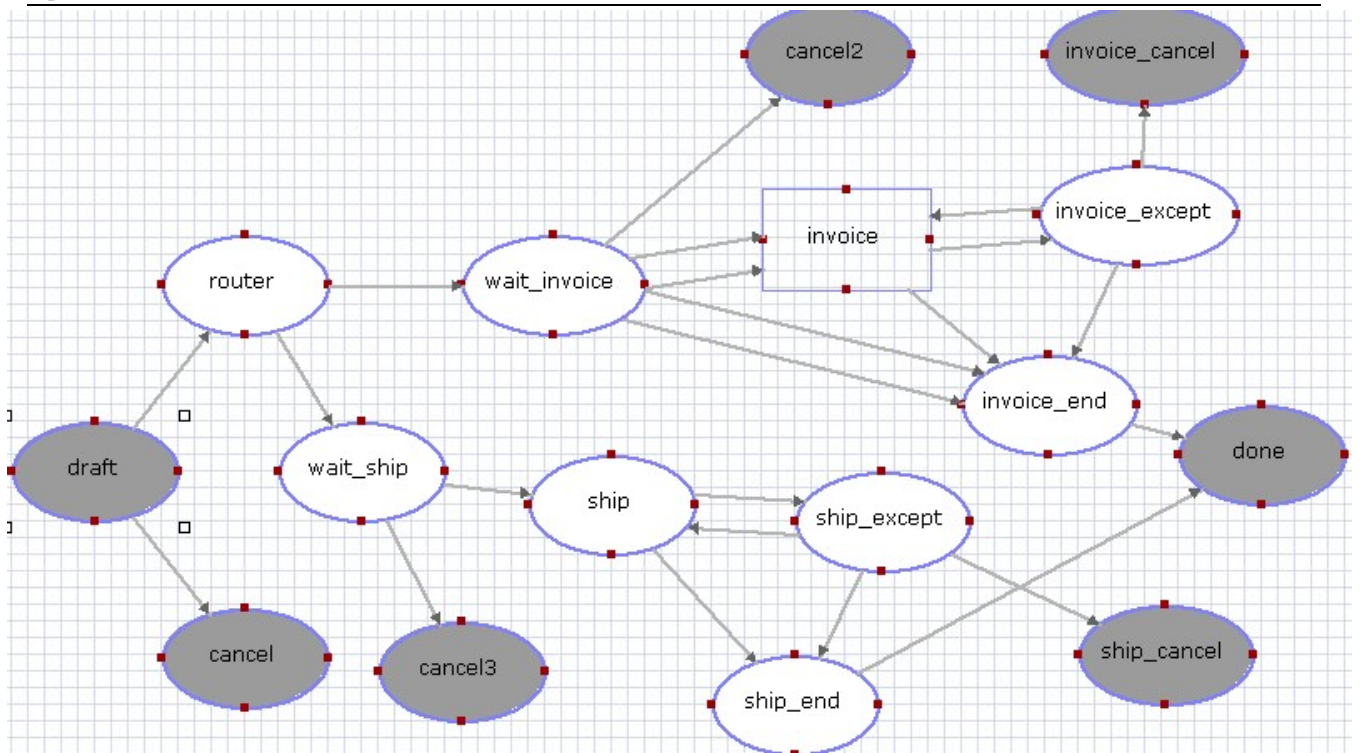 cancel2
invoice_cancel
invoice_except
invoice
router
wait_invoice
invoice_end
done
draft
wait_ship
ship
ship_except
cancel
cancel3
ship_cancel
ship_end